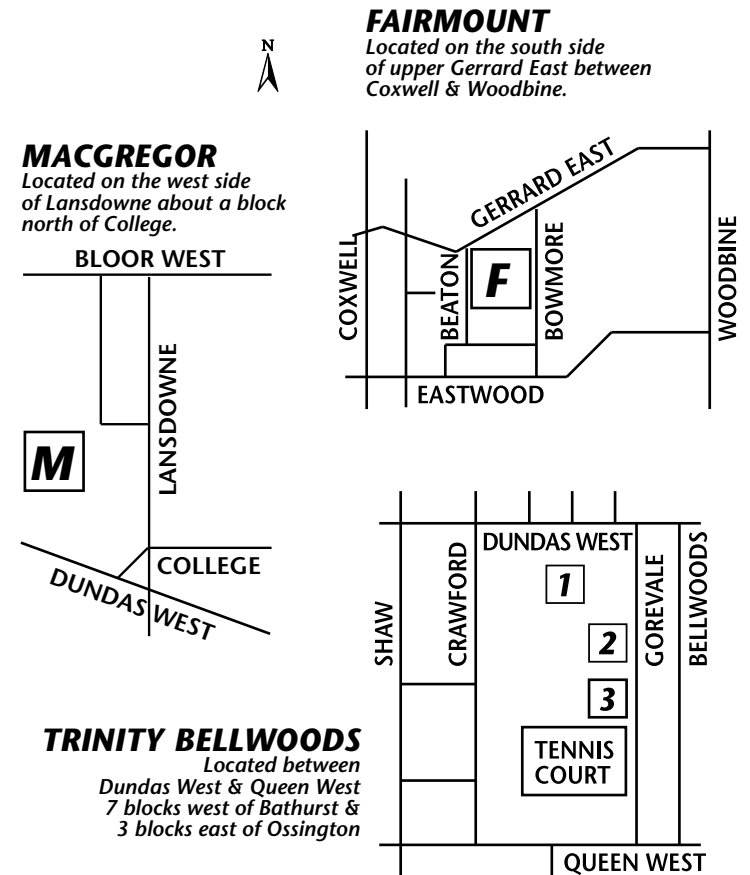 FAIRMOUNT
Located on the south side
of upper Gerrard East between
Coxwell & Woodbine.
N
MACGREGOR
Located on the west side
of Lansdowne about a block
north of College.
BLOOR WEST
LANSDOWNE
M
COLLEGE
DUNDAS WEST
GERRARD EAST
COXWELL
BEATON
F
BOWMORE
WOODBINE
EASTWOOD
DUNDAS WEST
SHAW
CRAWFORD
1
2
3
GOREVALE
BELLWOODS
TENNIS
COURT
QUEEN WEST
TRINITY BELLWOODS
Located between
Dundas West & Queen West
7 blocks west of Bathurst &
3 blocks east of Ossington